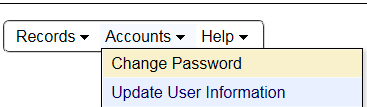 Records Accounts Help
Change Password
Update User Information